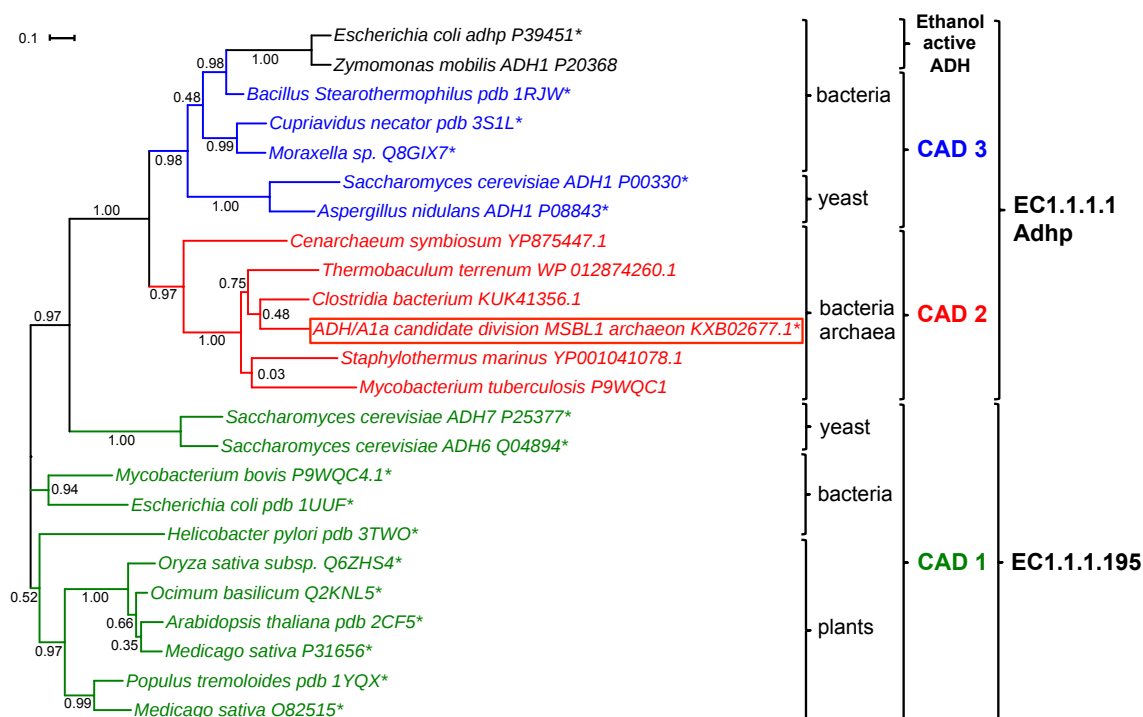 0.1
Escherichia coli adhp P39451*
Zymomonas mobilis ADH1 P20368
Bacillus Stearothermophilus pdb 1RJW*
Cupriavidus necator pdb 3S1L*
Moraxella sp. Q8GIX7*
Saccharomyces cerevisiae ADH1 P00330*
Aspergillus nidulans ADH1 P08843*
Cenarchaeum symbiosum YP875447.1
Thermobaculum terrenum WP 012874260.1
Clostridia bacterium KUK41356.1
ADH/A1a candidate division MSBL1 archaeon KXB02677.1*
Staphylothermus marinus YP001041078.1
Mycobacterium tuberculosis P9WQC1
Saccharomyces cerevisiae ADH7 P25377*
Saccharomyces cerevisiae ADH6 Q04894*
Mycobacterium bovis P9WQC4.1*
Escherichia coli pdb 1UUF*
Helicobacter pylori pdb 3TWO*
Oryza sativa subsp. Q6ZHS4*
Ocimum basilicum Q2KNL5*
Arabidopsis thaliana pdb 2CF5*
Medicago sativa P31656*
Populus tremoloides pdb 1YQX*
Medicago sativa O82515*
1.00
0.98
0.48
0.99
0.98
1.00
1.00
0.75
0.97
0.48
1.00
0.03
0.97
1.00
0.94
0.52
1.00
0.66
0.35
0.97
0.99
bacteria
yeast
bacteria
archaea
yeast
bacteria
plants
Ethanol
active
ADH
CAD 3
CAD 2
CAD 1
EC1.1.1.1
Adhp
EC1.1.1.195